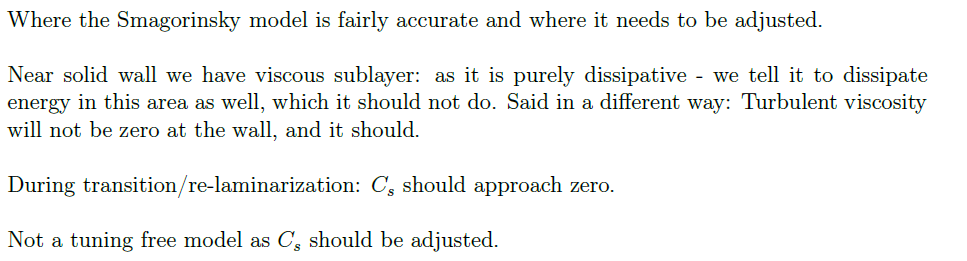 Where the Smagorinsky model is fairly accurate and where it needs to be adjusted.
Near solid wall we have viscous sublayer: as it is purely dissipative - we tell it to dissipate
energy in this area as well, which it should not do. Said in a different way: Turbulent viscosity
will not be zero at the wall, and it should.
During transition/re-laminarization: C_s should approach zero.
Not a tuning free model as C_s should be adjusted.